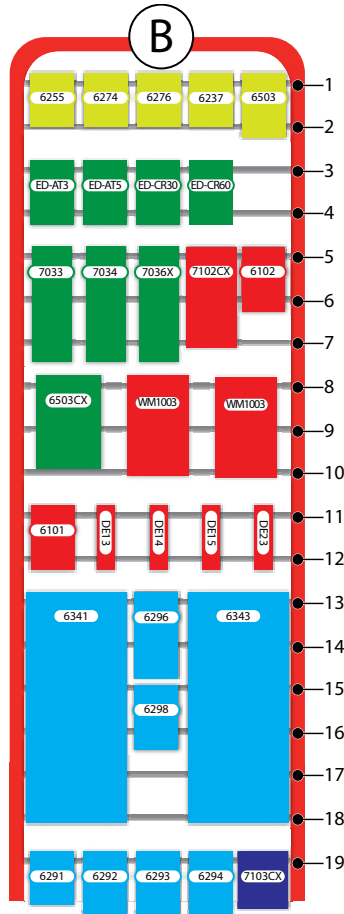 B
6255 6274 6276 6237 6503 1
2
ED-AT3 ED-AT5 ED-CR30 ED-CR60 3
4
7033 7034 7036X 7102CX 6102 5
6
7
6503CX WM1003 WM1003 8
9
10
6101 DE13 DE14 DE15 DE23 11
12
6341 6296 6343 13
14
6298 15
16
17
18
6291 6292 6293 6294 7103CX 19